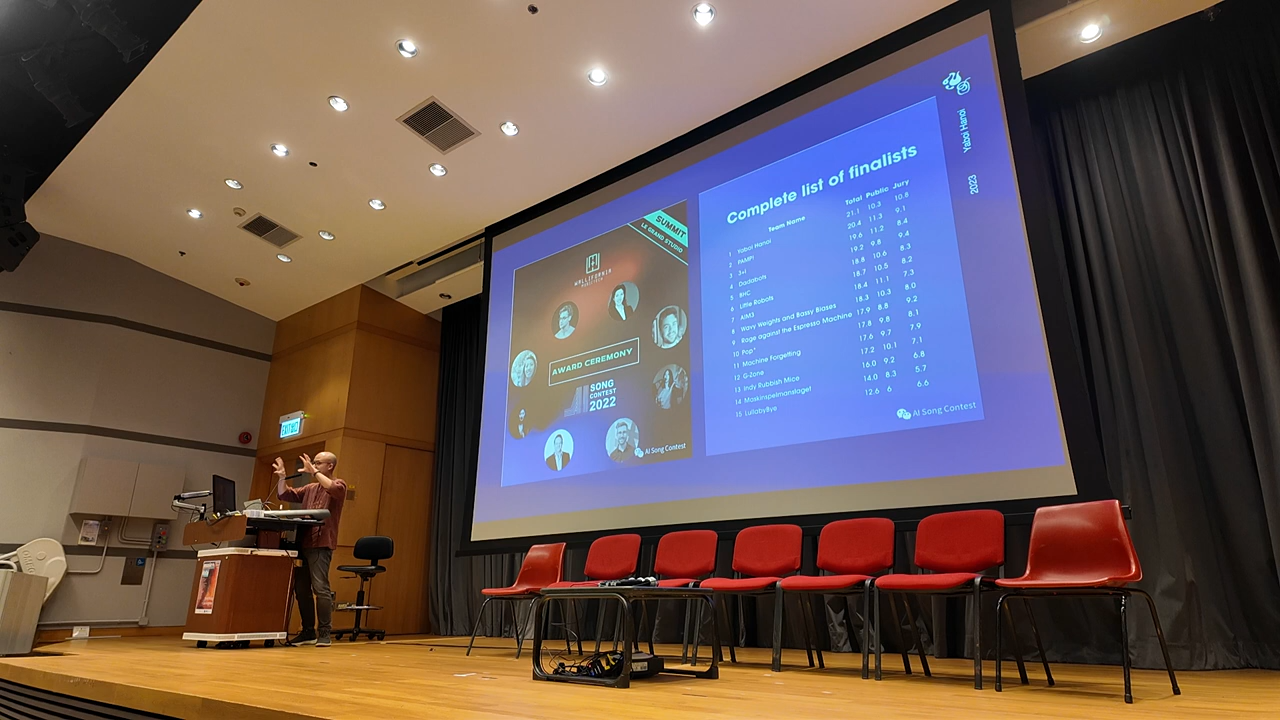 EXIT出
SUMMIT
LE GRAND STUDIO
WALLIFORNIA
MUSIC TECH
AWARD CEREMONY
SONG
CONTEST
2022
AI Song Contest
Complete list of finalists
Team Name Total Public Jury
1 Yaboi Hanoi 21.1 10.3 10.8
2 PAMP! 20.4 11.3 9.1
3 3+i 19.6 11.2 8.4
4 Dadabots 19.2 9.8 9.4
5 BHC 18.8 10.6 8.3
6 Little Robots 18.7 10.5 8.2
7 AIM3 18.4 11.1 7.3
8 Wavy Weights and Bassy Biases 18.3 10.3 8.0
9 Rage against the Espresso Machine 17.9 8.8 9.2
10 Pop* 17.8 9.8 8.1
11 Machine Forgetting 17.6 9.7 7.9
12 G-Zone 17.2 10.1 7.1
13 Indy Rubbish Mice 16.0 9.2 6.8
14 Maskinspelmanslaget 14.0 8.3 5.7
15 LullabyBye 12.6 6 6.6
AI Song Contest
Yaboi Hanoi
2023